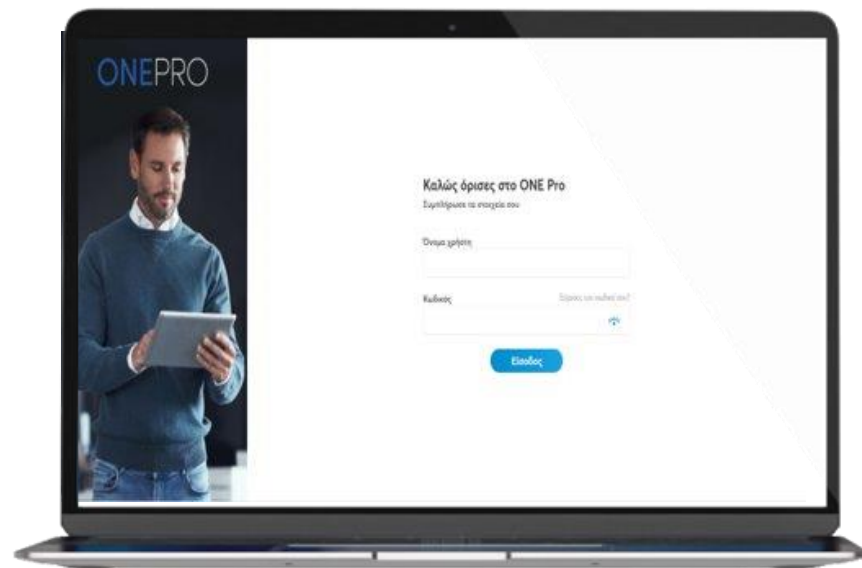 ONEPRO
Καλώς όρισες στο ONE Pro
Συμπλήρωσε τα στοιχεία σου
Όνομα χρήστη
Κωδικός
Ξέχασες τον κωδικό σου?
Είσοδος